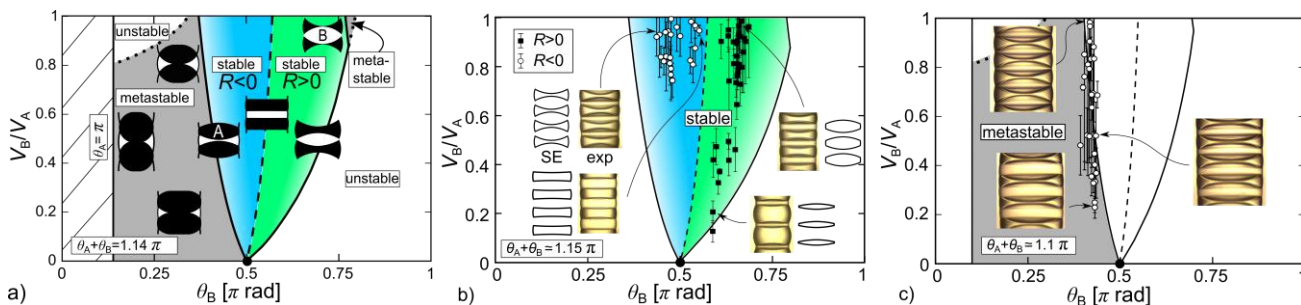 a)
V_B/V_A
1
0.8
0.6
0.4
0.2
0
0
0.25
0.5
0.75
1
θ_B [π rad]
unstable
metastable
θ_A = π
stable
R<0
stable
R>0
A
B
meta-
stable
unstable
θ_A+θ_B=1.14 π
b)
V_B/V_A
1
0.8
0.6
0.4
0.2
0
0
0.25
0.5
0.75
1
θ_B [π rad]
R>0
R<0
SE
exp
stable
θ_A+θ_B≃1.15 π
c)
V_B/V_A
1
0.8
0.6
0.4
0.2
0
0
0.25
0.5
0.75
1
θ_B [π rad]
metastable
θ_A+θ_B≃1.1 π